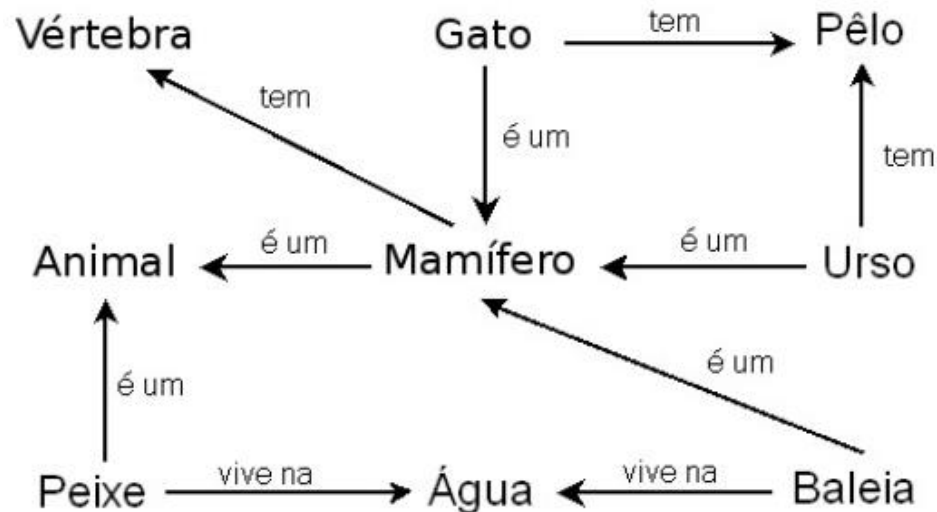 Vértebra
Gato
tem
Pêlo
tem
é um
tem
Animal
é um
Mamífero
é um
Urso
é um
é um
Peixe
vive na
Água
vive na
Baleia